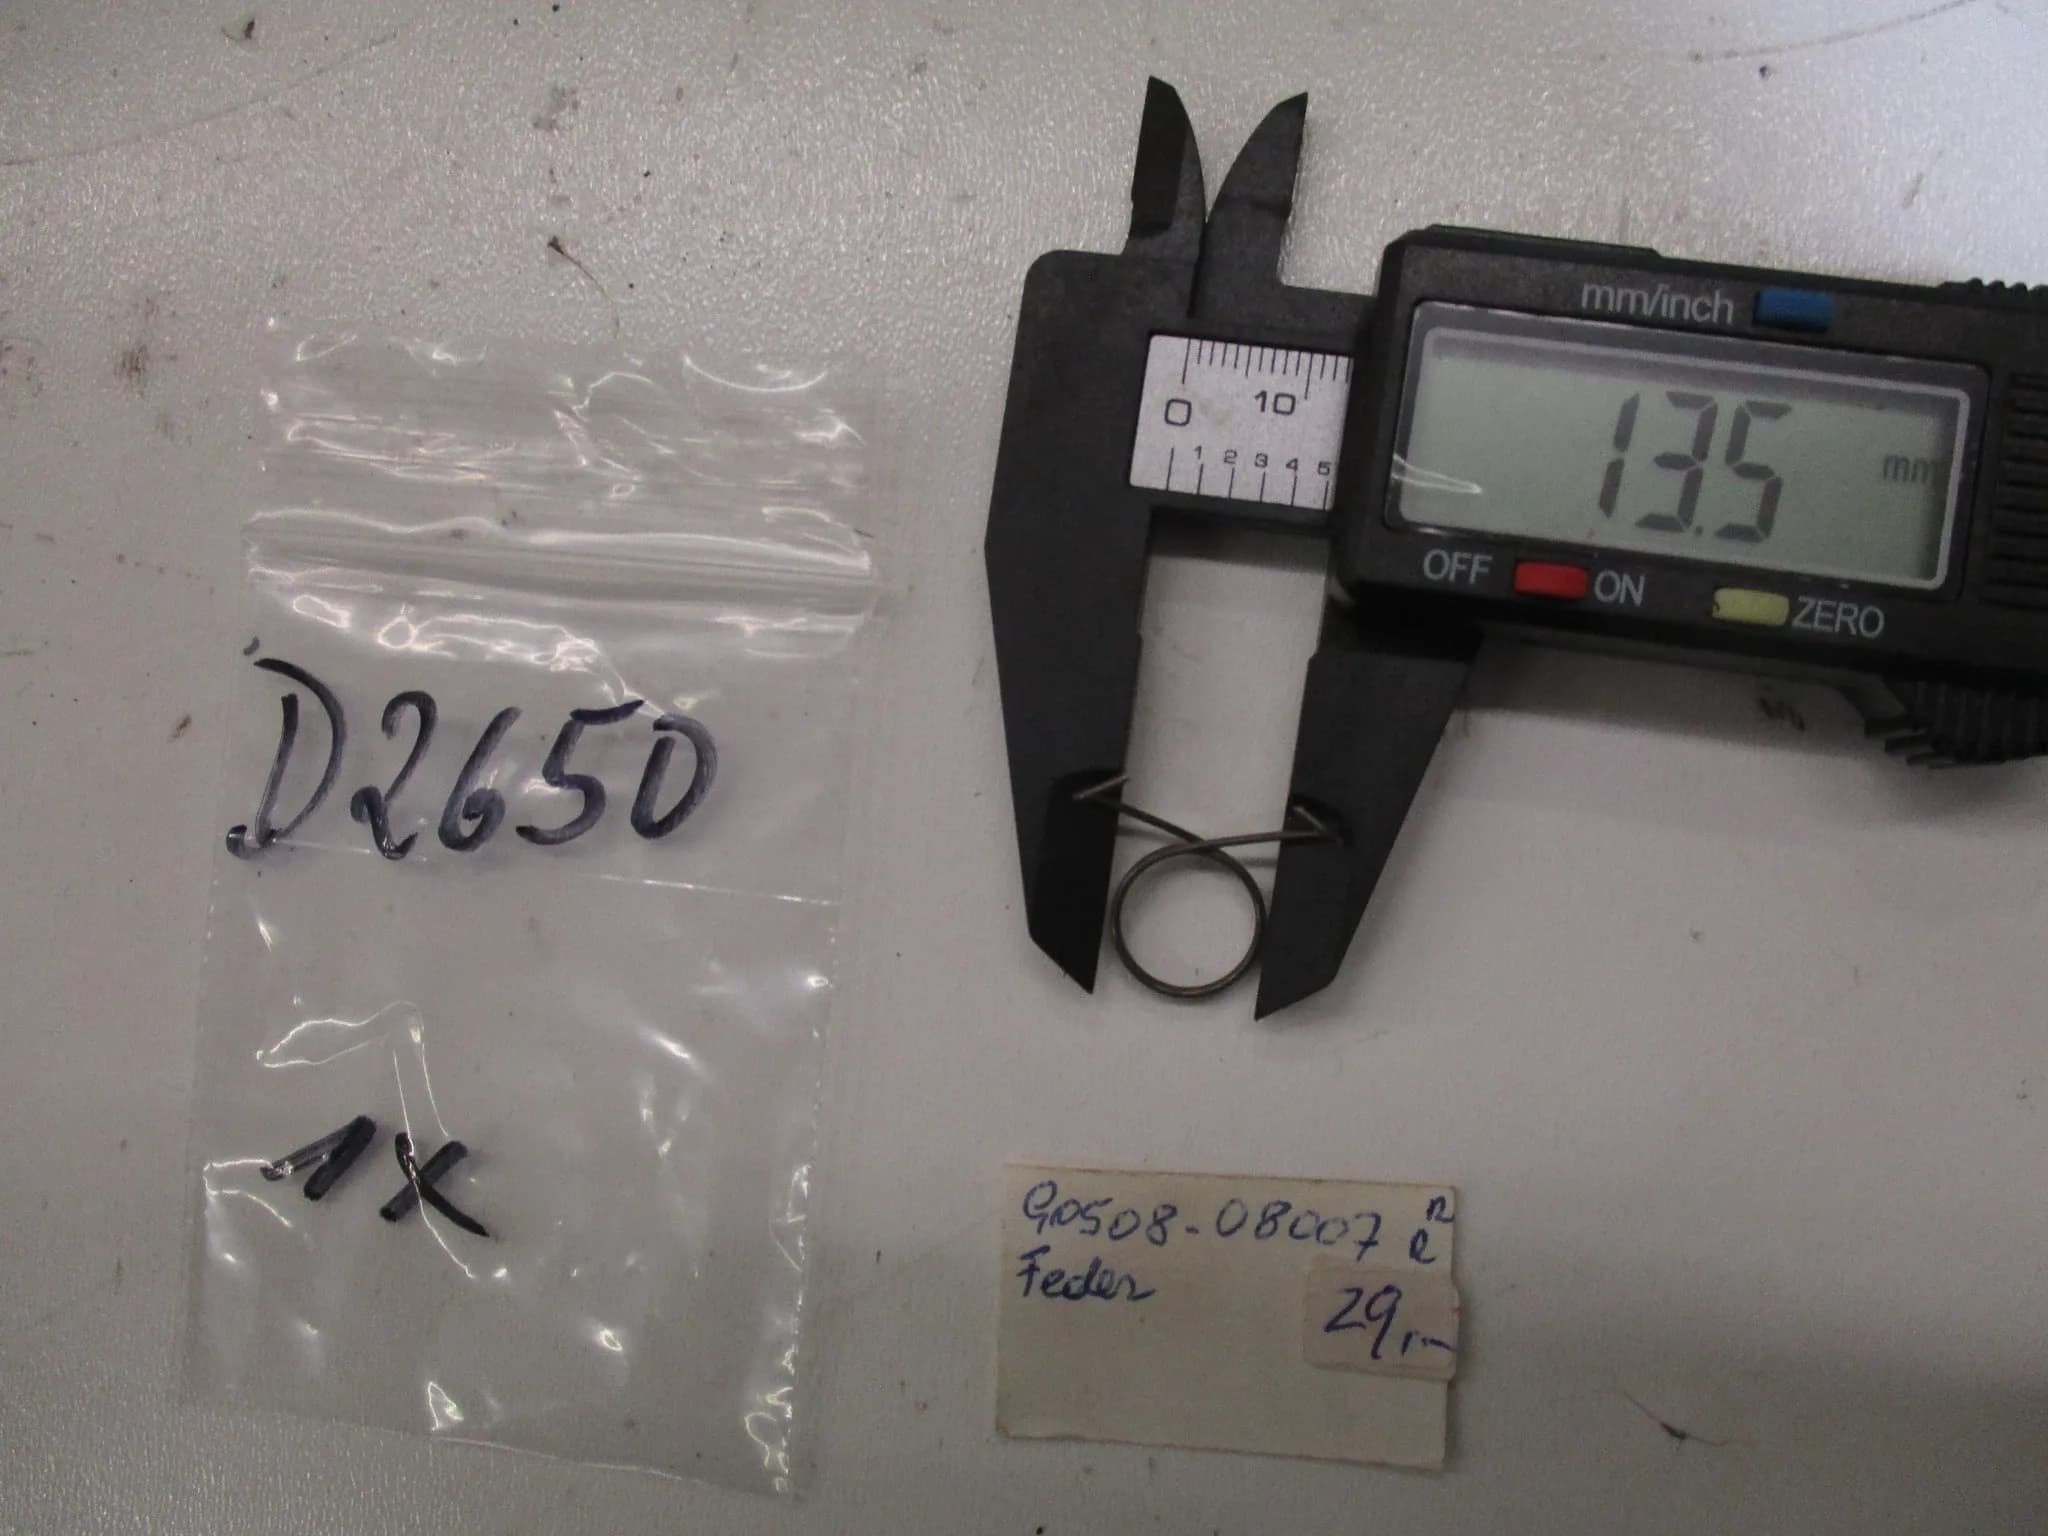 D2650
1x
mm/inch
13.5 mm
0 10
1 2 3 4 5
OFF ON ZERO
90508-08007
Feder
29,-